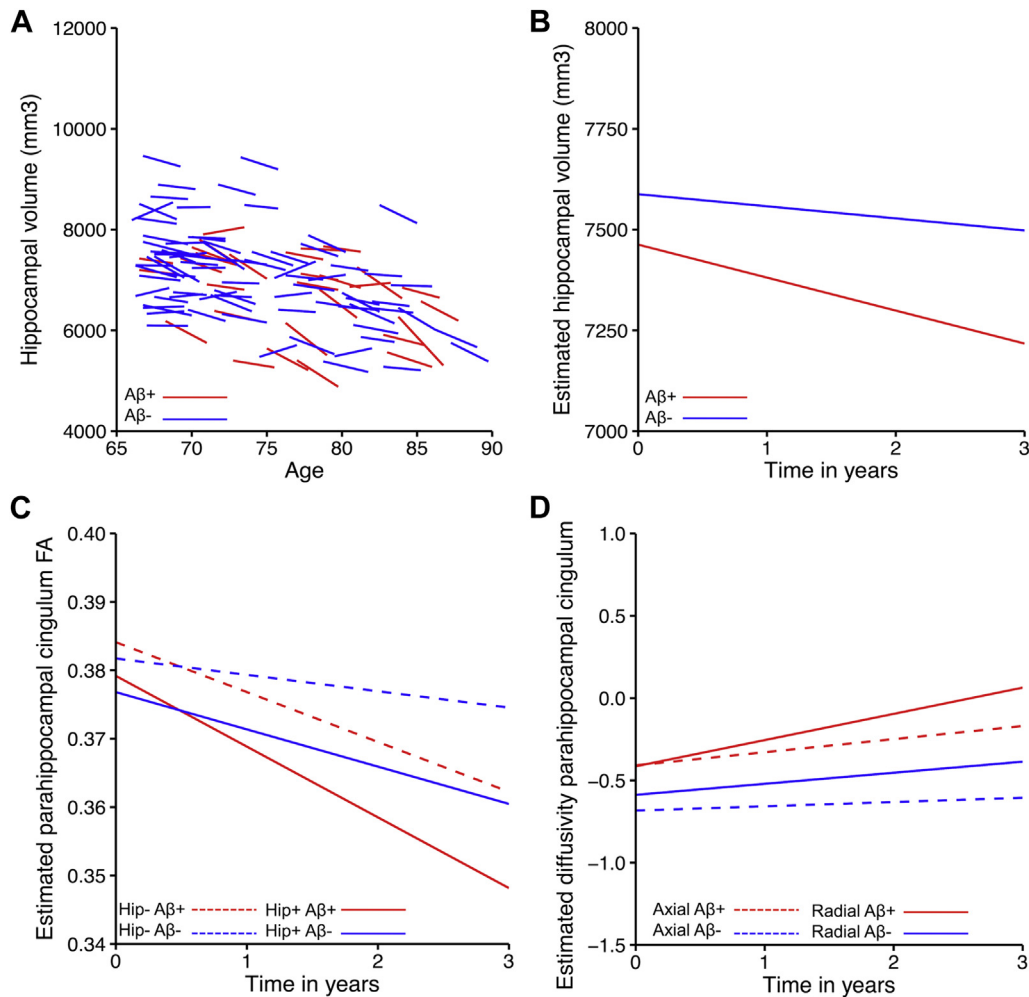 A
Hippocampal volume (mm3)
12000
10000
8000
6000
4000
Aβ+
Aβ-
65 70 75 80 85 90
Age
B
Estimated hippocampal volume (mm3)
8000
7750
7500
7250
7000
Aβ+
Aβ-
0 1 2 3
Time in years
C
Estimated parahippocampal cingulum FA
0.40
0.39
0.38
0.37
0.36
0.35
0.34
Hip- Aβ+ Hip+ Aβ+
Hip- Aβ- Hip+ Aβ-
0 1 2 3
Time in years
D
Estimated diffusivity parahippocampal cingulum
1.0
0.5
0.0
−0.5
−1.0
−1.5
Axial Aβ+ Radial Aβ+
Axial Aβ- Radial Aβ-
0 1 2 3
Time in years